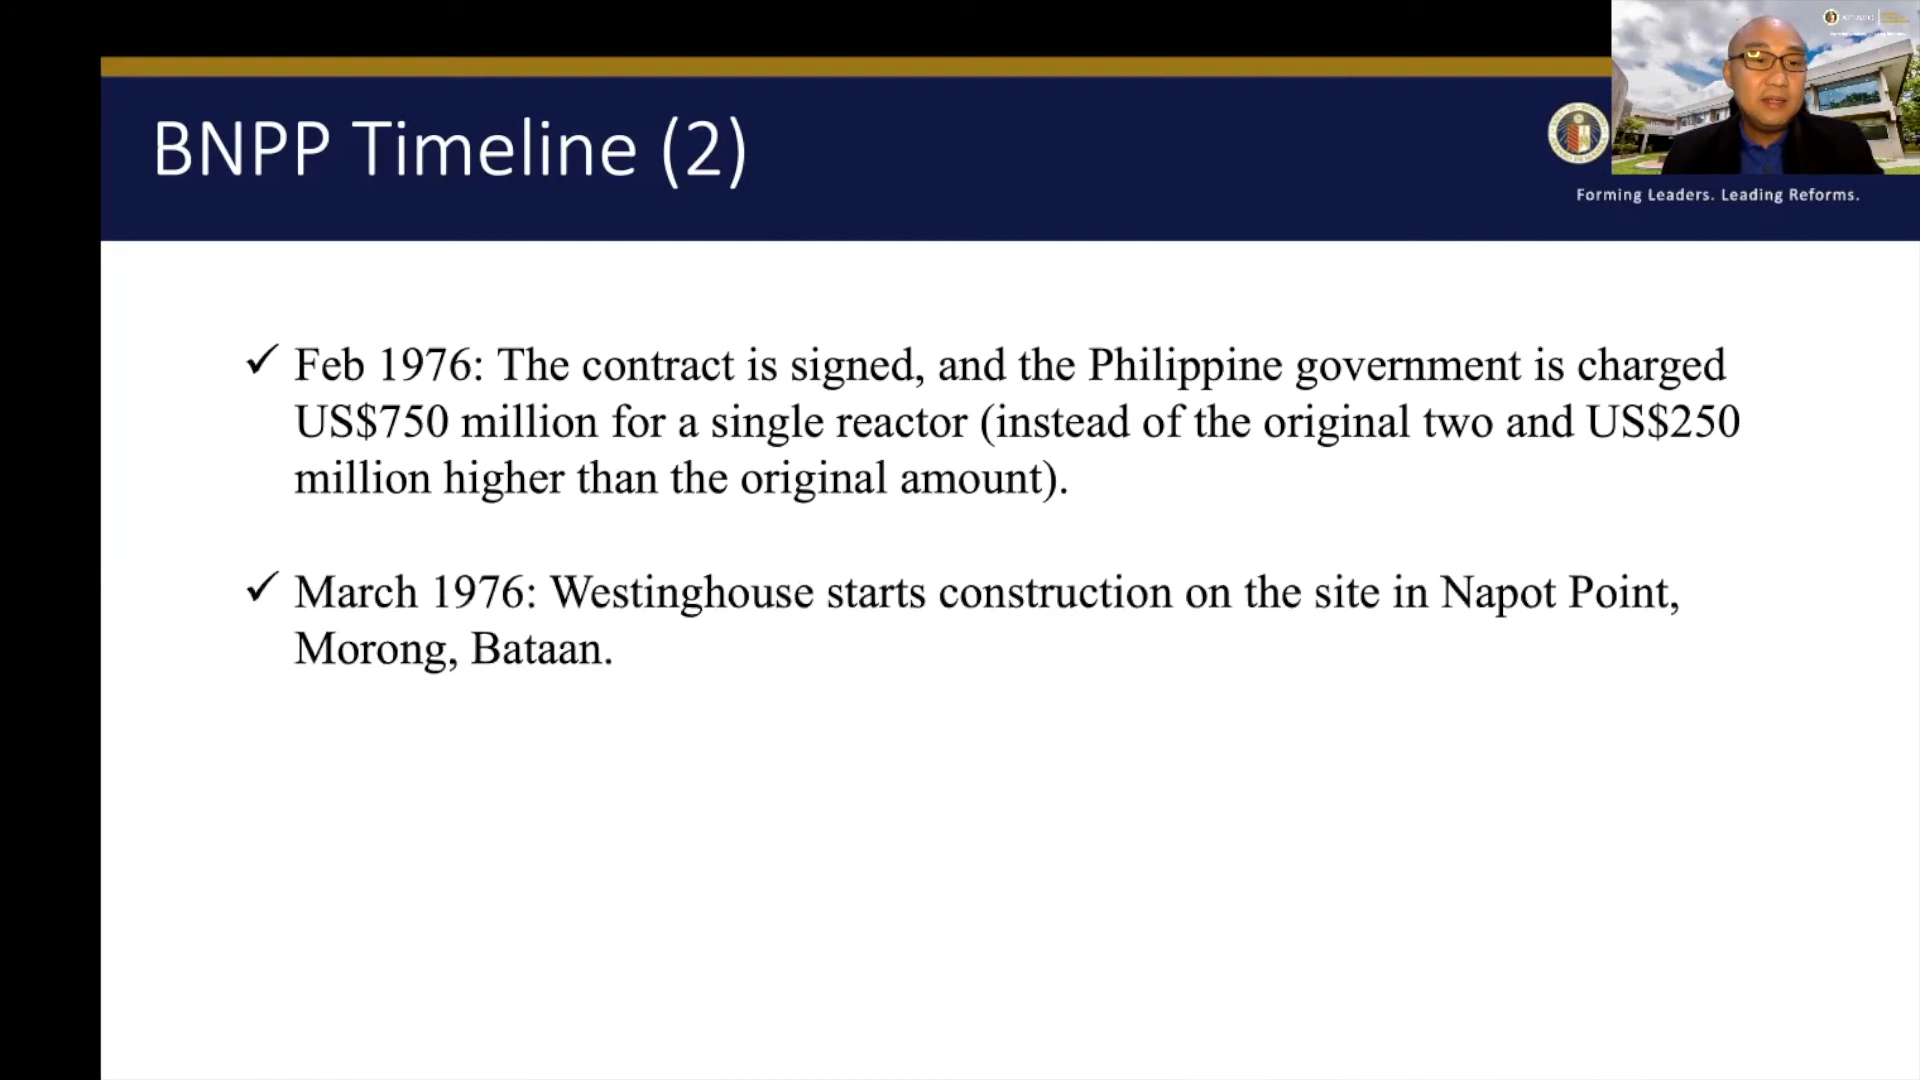 BNPP Timeline (2)
Forming Leaders. Leading Reforms.
✓ Feb 1976: The contract is signed, and the Philippine government is charged
US$750 million for a single reactor (instead of the original two and US$250
million higher than the original amount).
✓ March 1976: Westinghouse starts construction on the site in Napot Point,
Morong, Bataan.